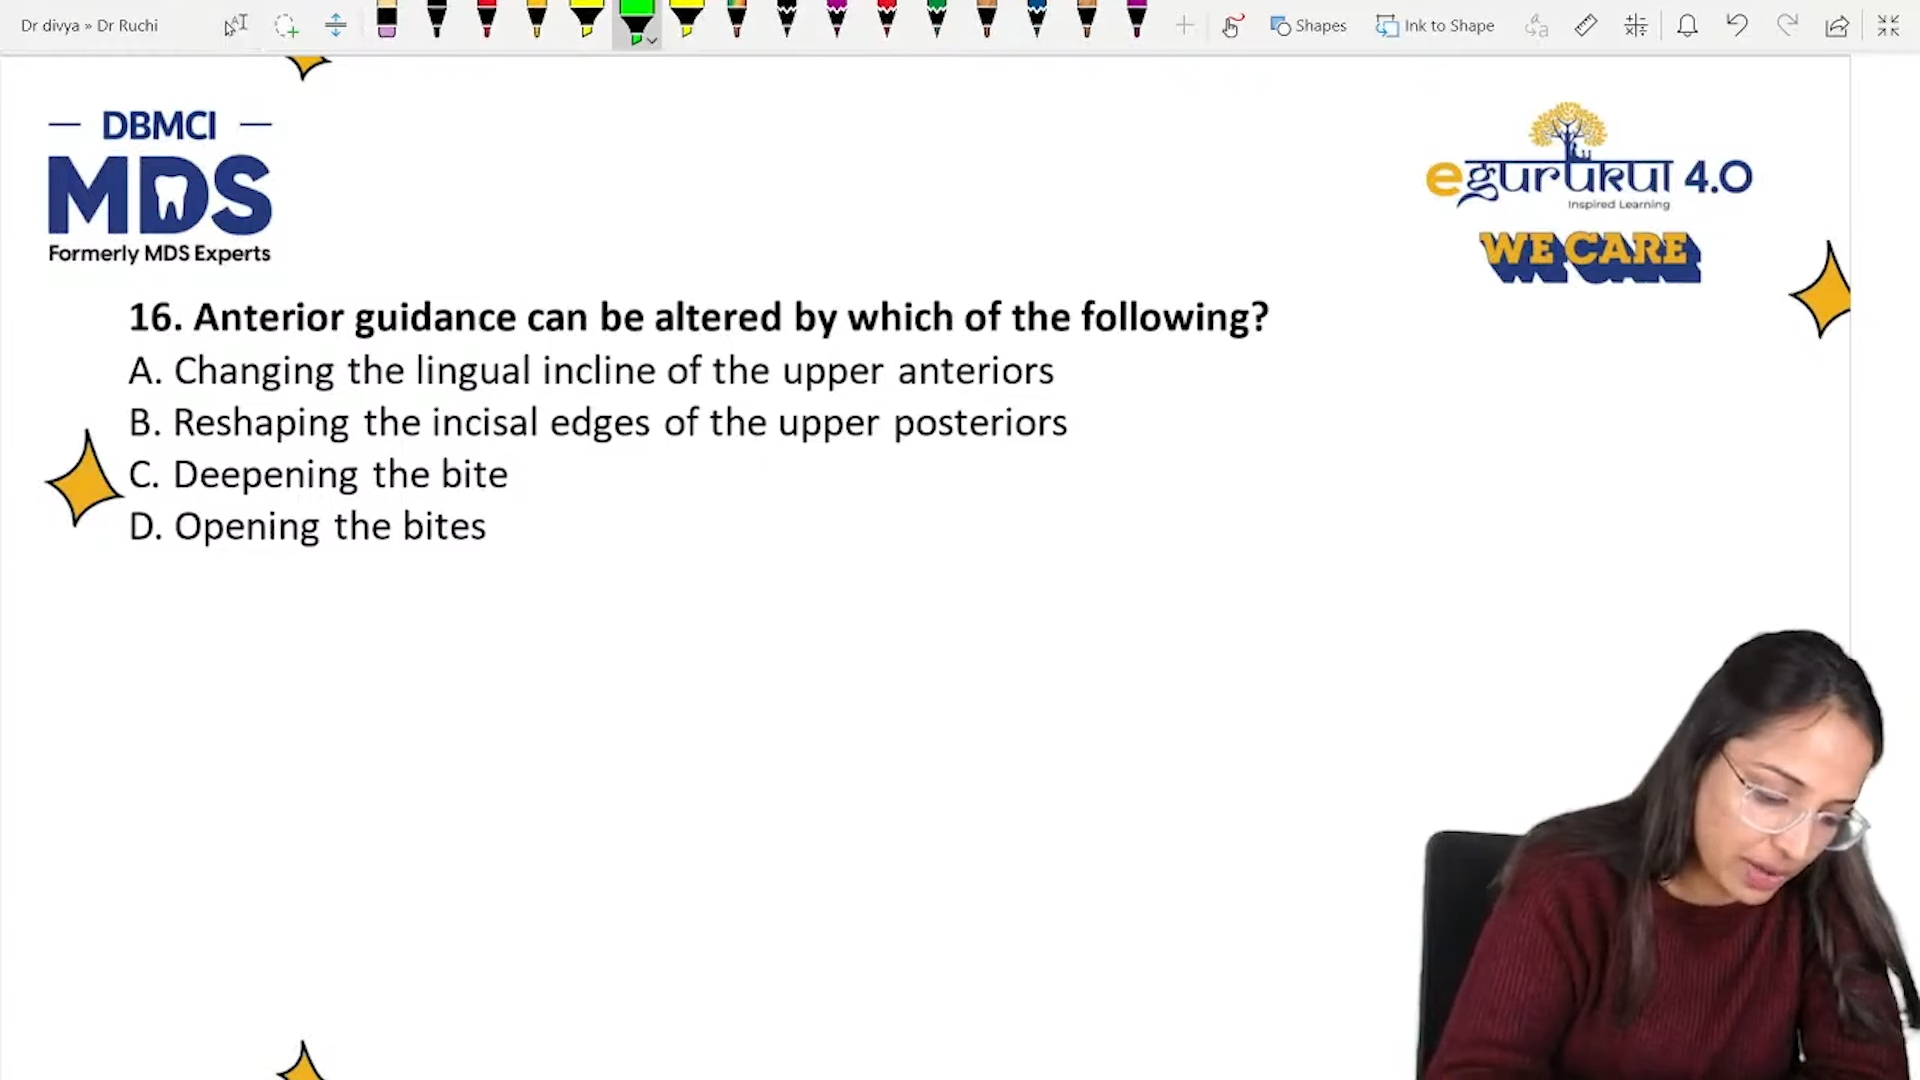 Dr divya » Dr Ruchi
Shapes
Ink to Shape
DBMCI
MDS
Formerly MDS Experts
egurukul 4.0
Inspired Learning
WE CARE
16. Anterior guidance can be altered by which of the following?
A. Changing the lingual incline of the upper anteriors
B. Reshaping the incisal edges of the upper posteriors
C. Deepening the bite
D. Opening the bites